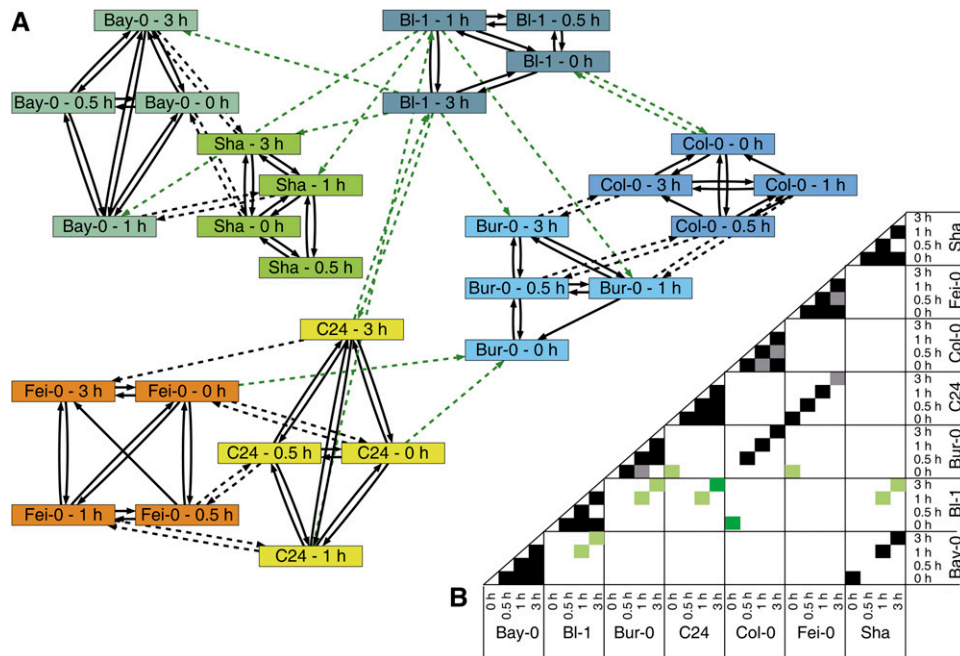 A
Bay-0 - 3 h
Bl-1 - 1 h
Bl-1 - 0.5 h
Bl-1 - 0 h
Bay-0 - 0.5 h
Bay-0 - 0 h
Bl-1 - 3 h
Sha - 3 h
Col-0 - 0 h
Sha - 1 h
Col-0 - 3 h
Col-0 - 1 h
Bay-0 - 1 h
Sha - 0 h
Bur-0 - 3 h
Col-0 - 0.5 h
Sha - 0.5 h
Bur-0 - 0.5 h
Bur-0 - 1 h
C24 - 3 h
Bur-0 - 0 h
Fei-0 - 3 h
Fei-0 - 0 h
C24 - 0.5 h
C24 - 0 h
Fei-0 - 1 h
Fei-0 - 0.5 h
C24 - 1 h
B
3 h
1 h
0.5 h
0 h
Sha
3 h
1 h
0.5 h
0 h
Fei-0
3 h
1 h
0.5 h
0 h
Col-0
3 h
1 h
0.5 h
0 h
C24
3 h
1 h
0.5 h
0 h
Bur-0
3 h
1 h
0.5 h
0 h
Bl-1
3 h
1 h
0.5 h
0 h
Bay-0
0 h
0.5 h
1 h
3 h
0 h
0.5 h
1 h
3 h
0 h
0.5 h
1 h
3 h
0 h
0.5 h
1 h
3 h
0 h
0.5 h
1 h
3 h
0 h
0.5 h
1 h
3 h
0 h
0.5 h
1 h
3 h
Bay-0
Bl-1
Bur-0
C24
Col-0
Fei-0
Sha